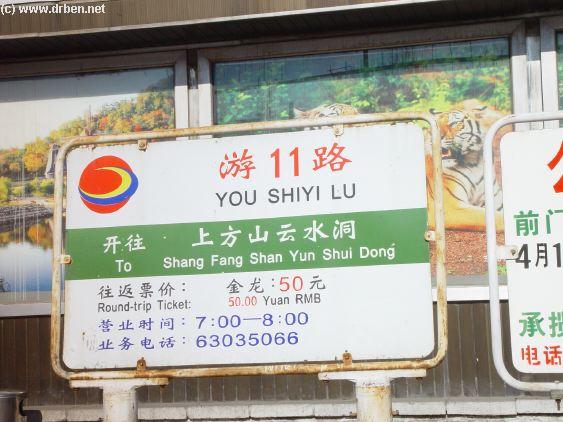 (c) www.drben.net
游11路
YOU SHIYI LU
开往 上方山云水洞
To Shang Fang Shan Yun Shui Dong
往返票价: 金龙:50元
Round-trip Ticket: 50.00 Yuan RMB
营业时间:7:00—8:00
业务电话:63035066
前门
4月1
承揽
电话